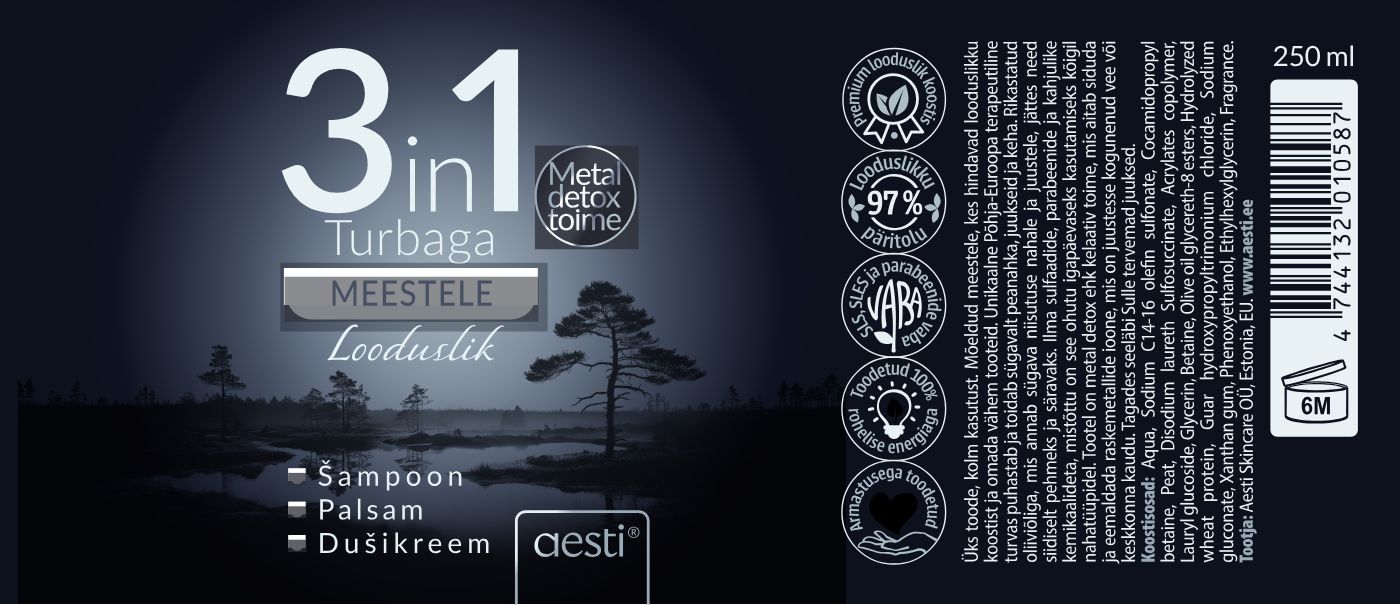 3in1
Turbaga
Metal
detox
toime
MEESTELE
Looduslik
Šampoon
Palsam
Dušikreem
aesti®
Premium looduslik koostis
Looduslikku
97%
päritolu
SLS, SLES ja parabeenide vaba
VABA
Toodetud 100%
rohelise energiaga
Armastusega toodetud
Üks toode, kolm kasutust. Mõeldud meestele, kes hindavad looduslikku
koostist ja omada vähem tooteid. Unikaalne Põhja-Euroopa terapeutiline
turvas puhastab ja toidab sügavalt peanahka, juukseid ja keha. Rikastatud
oliiviõliga, mis annab sügava niisutuse nahale ja juustele, jättes need
siidiselt pehmeks ja säravaks. Ilma sulfaadide, parabeenide ja kahjulike
kemikaalideta, mistõttu on see ohutu igapäevaseks kasutamiseks kõigil
nahatüüpidel. Tootel on metal detox ehk kelaativ toime, mis aitab siduda
ja eemaldada raskemetallide ioone, mis on juustesse kogunenud vee või
keskkonna kaudu. Tagades seeläbi Sulle tervemad juuksed.
Koostisosad: Aqua, Sodium C14-16 olefin sulfonate, Cocamidopropyl
betaine, Peat, Disodium laureth Sulfosuccinate, Acrylates copolymer,
Lauryl glucoside, Glycerin, Betaine, Olive oil glycereth-8 esters, Hydrolyzed
wheat protein, Guar hydroxypropyltrimonium chloride, Sodium
gluconate, Xanthan gum, Phenoxyethanol, Ethylhexylglycerin, Fragrance.
Tootja: Aesti Skincare OÜ, Estonia, EU. www.aesti.ee
250 ml
4 744132 010587
6M